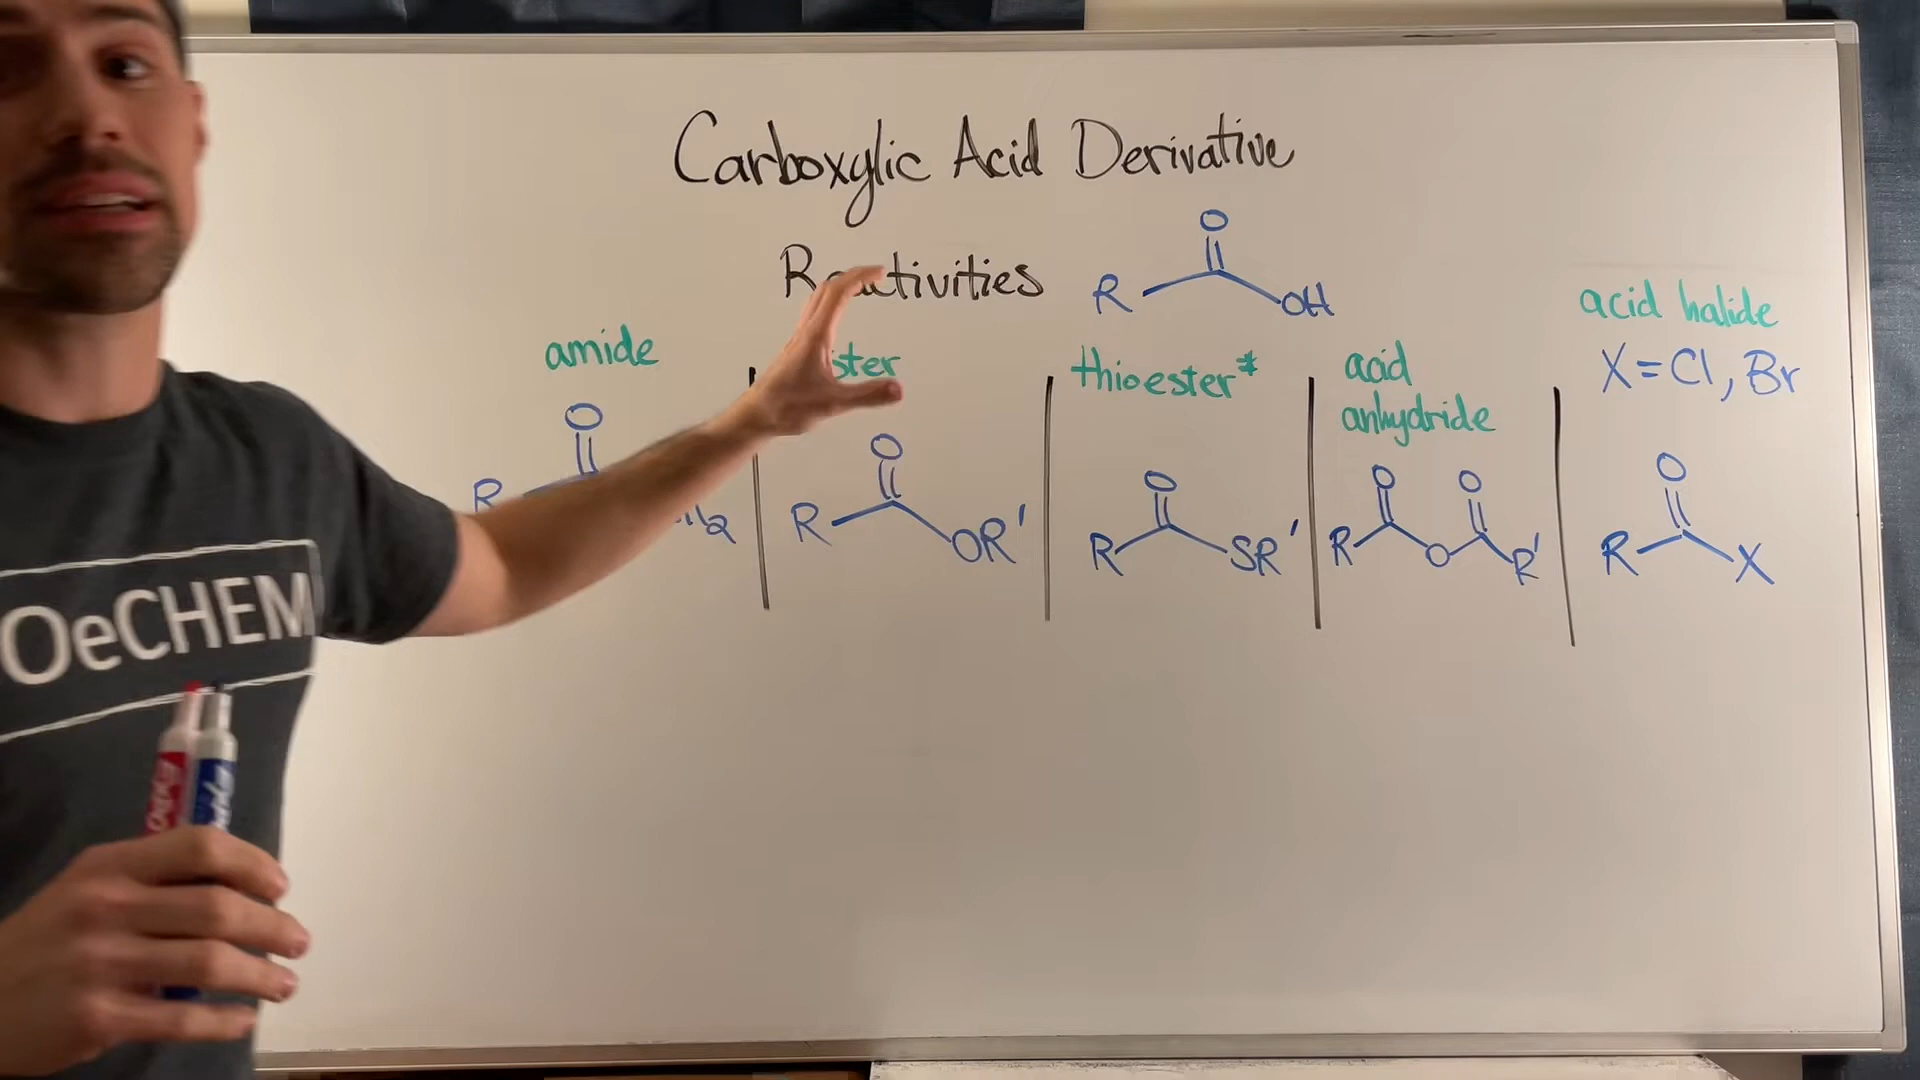 Carboxylic Acid Derivative
Reactivities
O
R OH
amide
thioester*
acid
anhydride
acid halide
X=Cl, Br
O
R
O
R OR'
O
R SR'
O O
R O R'
O
R X
OeCHEM